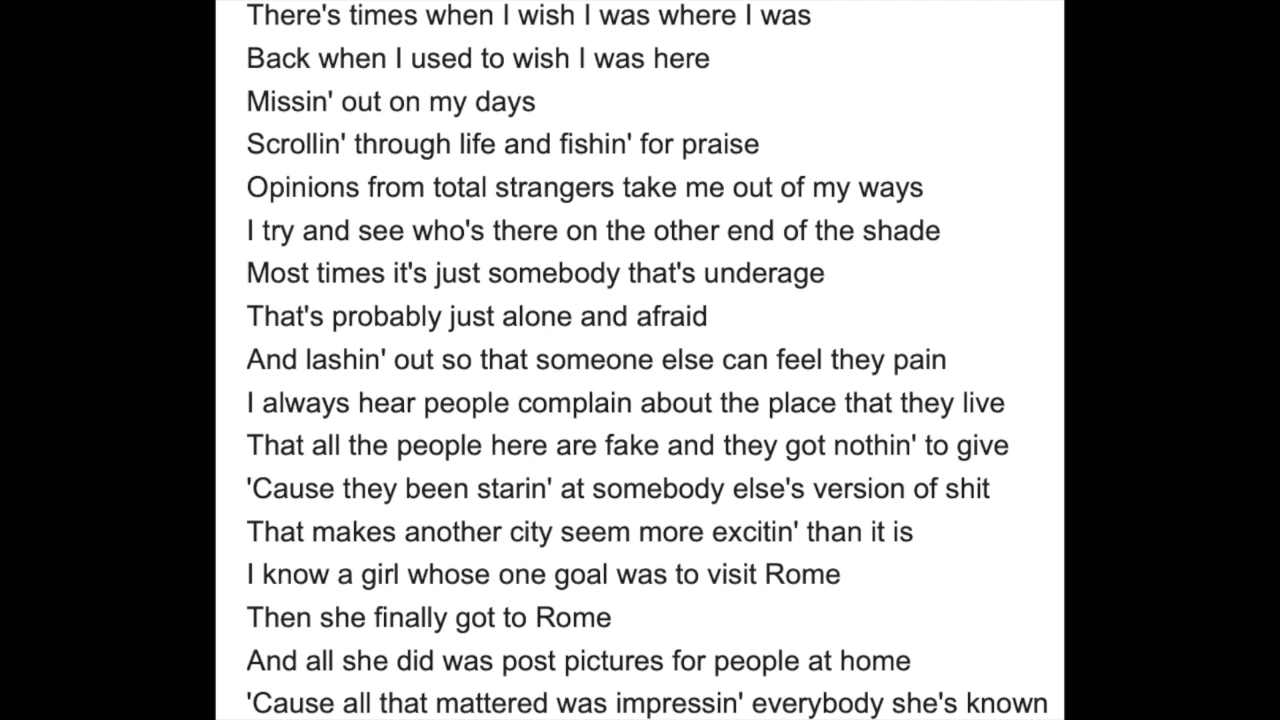 There's times when I wish I was where I was
Back when I used to wish I was here
Missin' out on my days
Scrollin' through life and fishin' for praise
Opinions from total strangers take me out of my ways
I try and see who's there on the other end of the shade
Most times it's just somebody that's underage
That's probably just alone and afraid
And lashin' out so that someone else can feel they pain
I always hear people complain about the place that they live
That all the people here are fake and they got nothin' to give
'Cause they been starin' at somebody else's version of shit
That makes another city seem more excitin' than it is
I know a girl whose one goal was to visit Rome
Then she finally got to Rome
And all she did was post pictures for people at home
'Cause all that mattered was impressin' everybody she's known